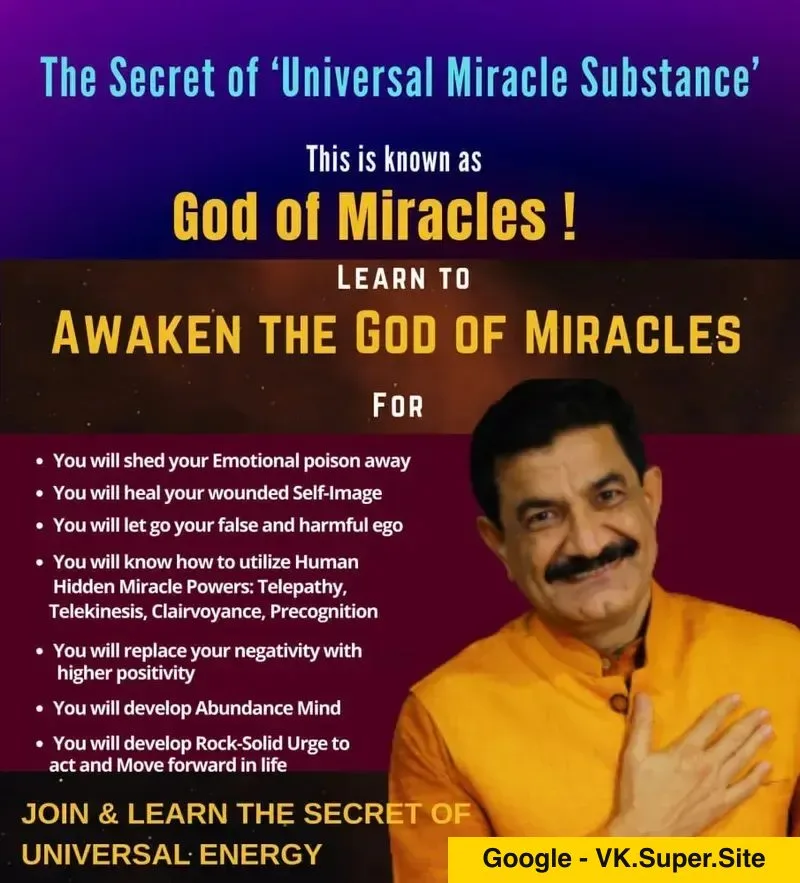 The Secret of ‘Universal Miracle Substance’
This is known as
God of Miracles !
LEARN TO
AWAKEN THE GOD OF MIRACLES
FOR
• You will shed your Emotional poison away
• You will heal your wounded Self-Image
• You will let go your false and harmful ego
• You will know how to utilize Human
Hidden Miracle Powers: Telepathy,
Telekinesis, Clairvoyance, Precognition
• You will replace your negativity with
higher positivity
• You will develop Abundance Mind
• You will develop Rock-Solid Urge to
act and Move forward in life
JOIN & LEARN THE SECRET OF
UNIVERSAL ENERGY
Google - VK.Super.Site